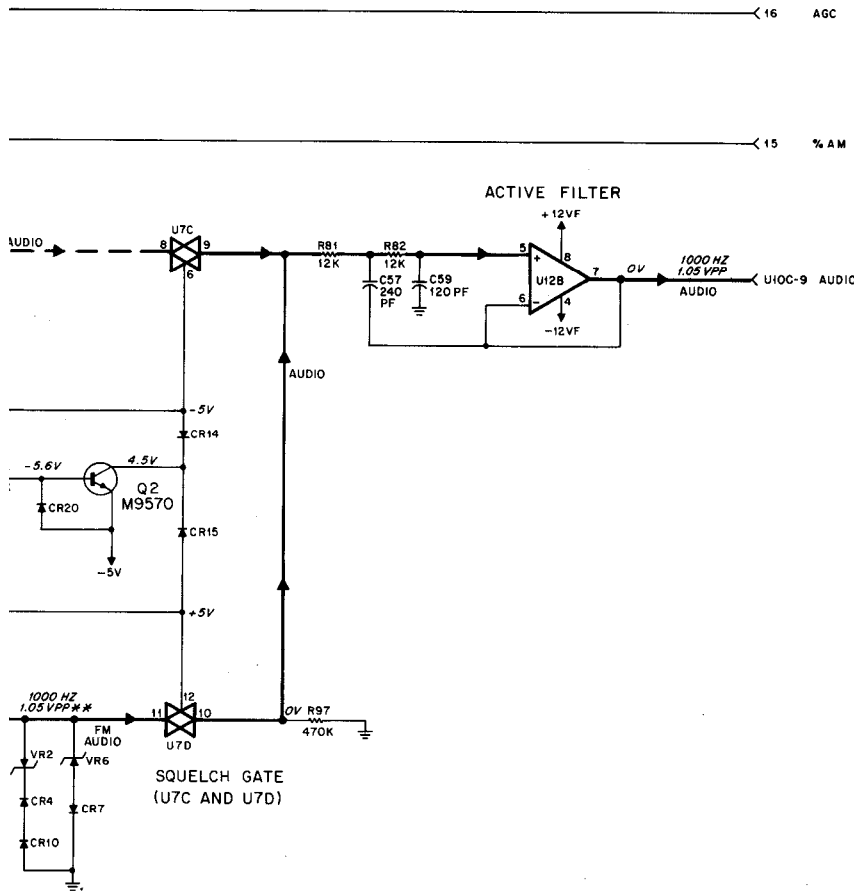 16 AGC
15 % AM
ACTIVE FILTER
+12VF
U7C
AUDIO
8
9
6
R81
12K
R82
12K
5
+
8
U12B
7
6
−
4
−12VF
0V
1000 HZ
1.05 VPP
AUDIO
U10C-9 AUDIO
C57
240
PF
C59
120 PF
AUDIO
−5V
CR14
−5.6V
4.5V
Q2
M9570
CR20
CR15
−5V
+5V
1000 HZ
1.05 VPP**
12
11
10
0V
R97
470K
FM
AUDIO
U7D
VR2
VR6
SQUELCH GATE
(U7C AND U7D)
CR4
CR7
CR10